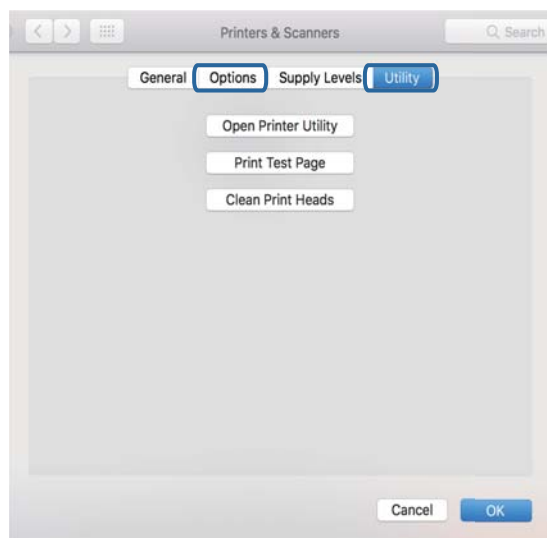 Printers & Scanners
Search
General Options Supply Levels Utility
Open Printer Utility
Print Test Page
Clean Print Heads
Cancel OK